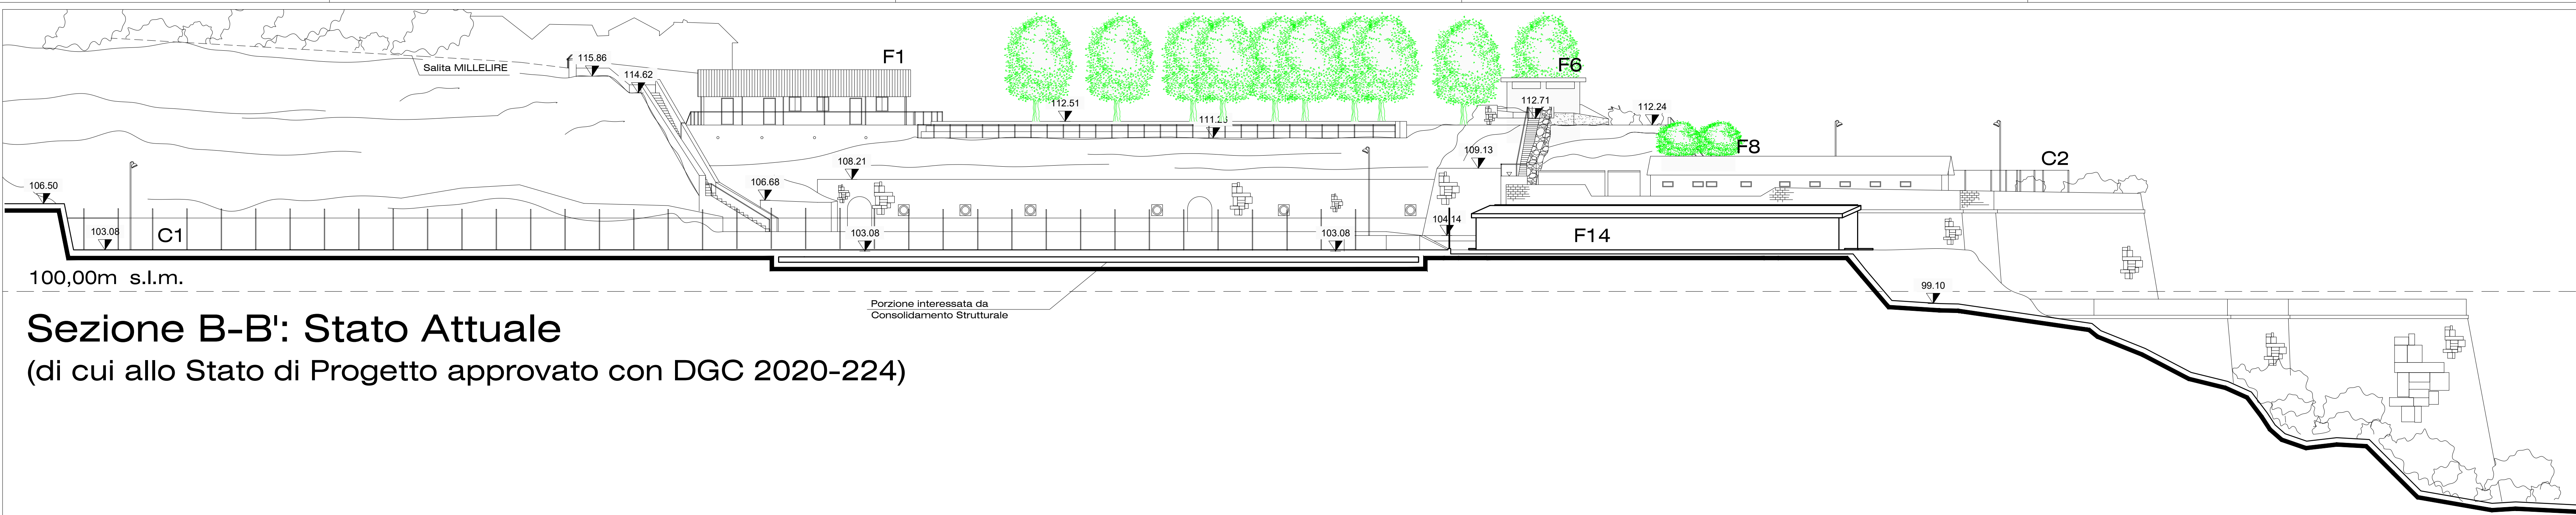 F1
115.86
Salita MILLELIRE
114.62
F6
112.51
112.71
112.24
F8
109.13
108.21
C2
106.68
106.50
104.14
103.08
C1
103.08
103.08
F14
100,00m s.l.m.
99.10
Porzione interessata da
Consolidamento Strutturale
Sezione B-B': Stato Attuale
(di cui allo Stato di Progetto approvato con DGC 2020-224)